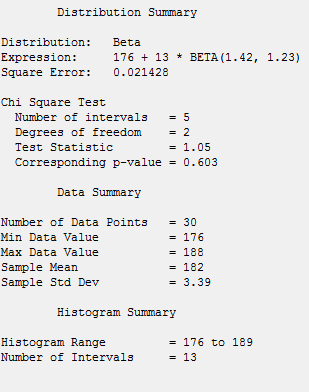 Distribution Summary
Distribution: Beta
Expression: 176 + 13 * BETA(1.42, 1.23)
Square Error: 0.021428
Chi Square Test
Number of intervals = 5
Degrees of freedom = 2
Test Statistic = 1.05
Corresponding p-value = 0.603
Data Summary
Number of Data Points = 30
Min Data Value = 176
Max Data Value = 188
Sample Mean = 182
Sample Std Dev = 3.39
Histogram Summary
Histogram Range = 176 to 189
Number of Intervals = 13